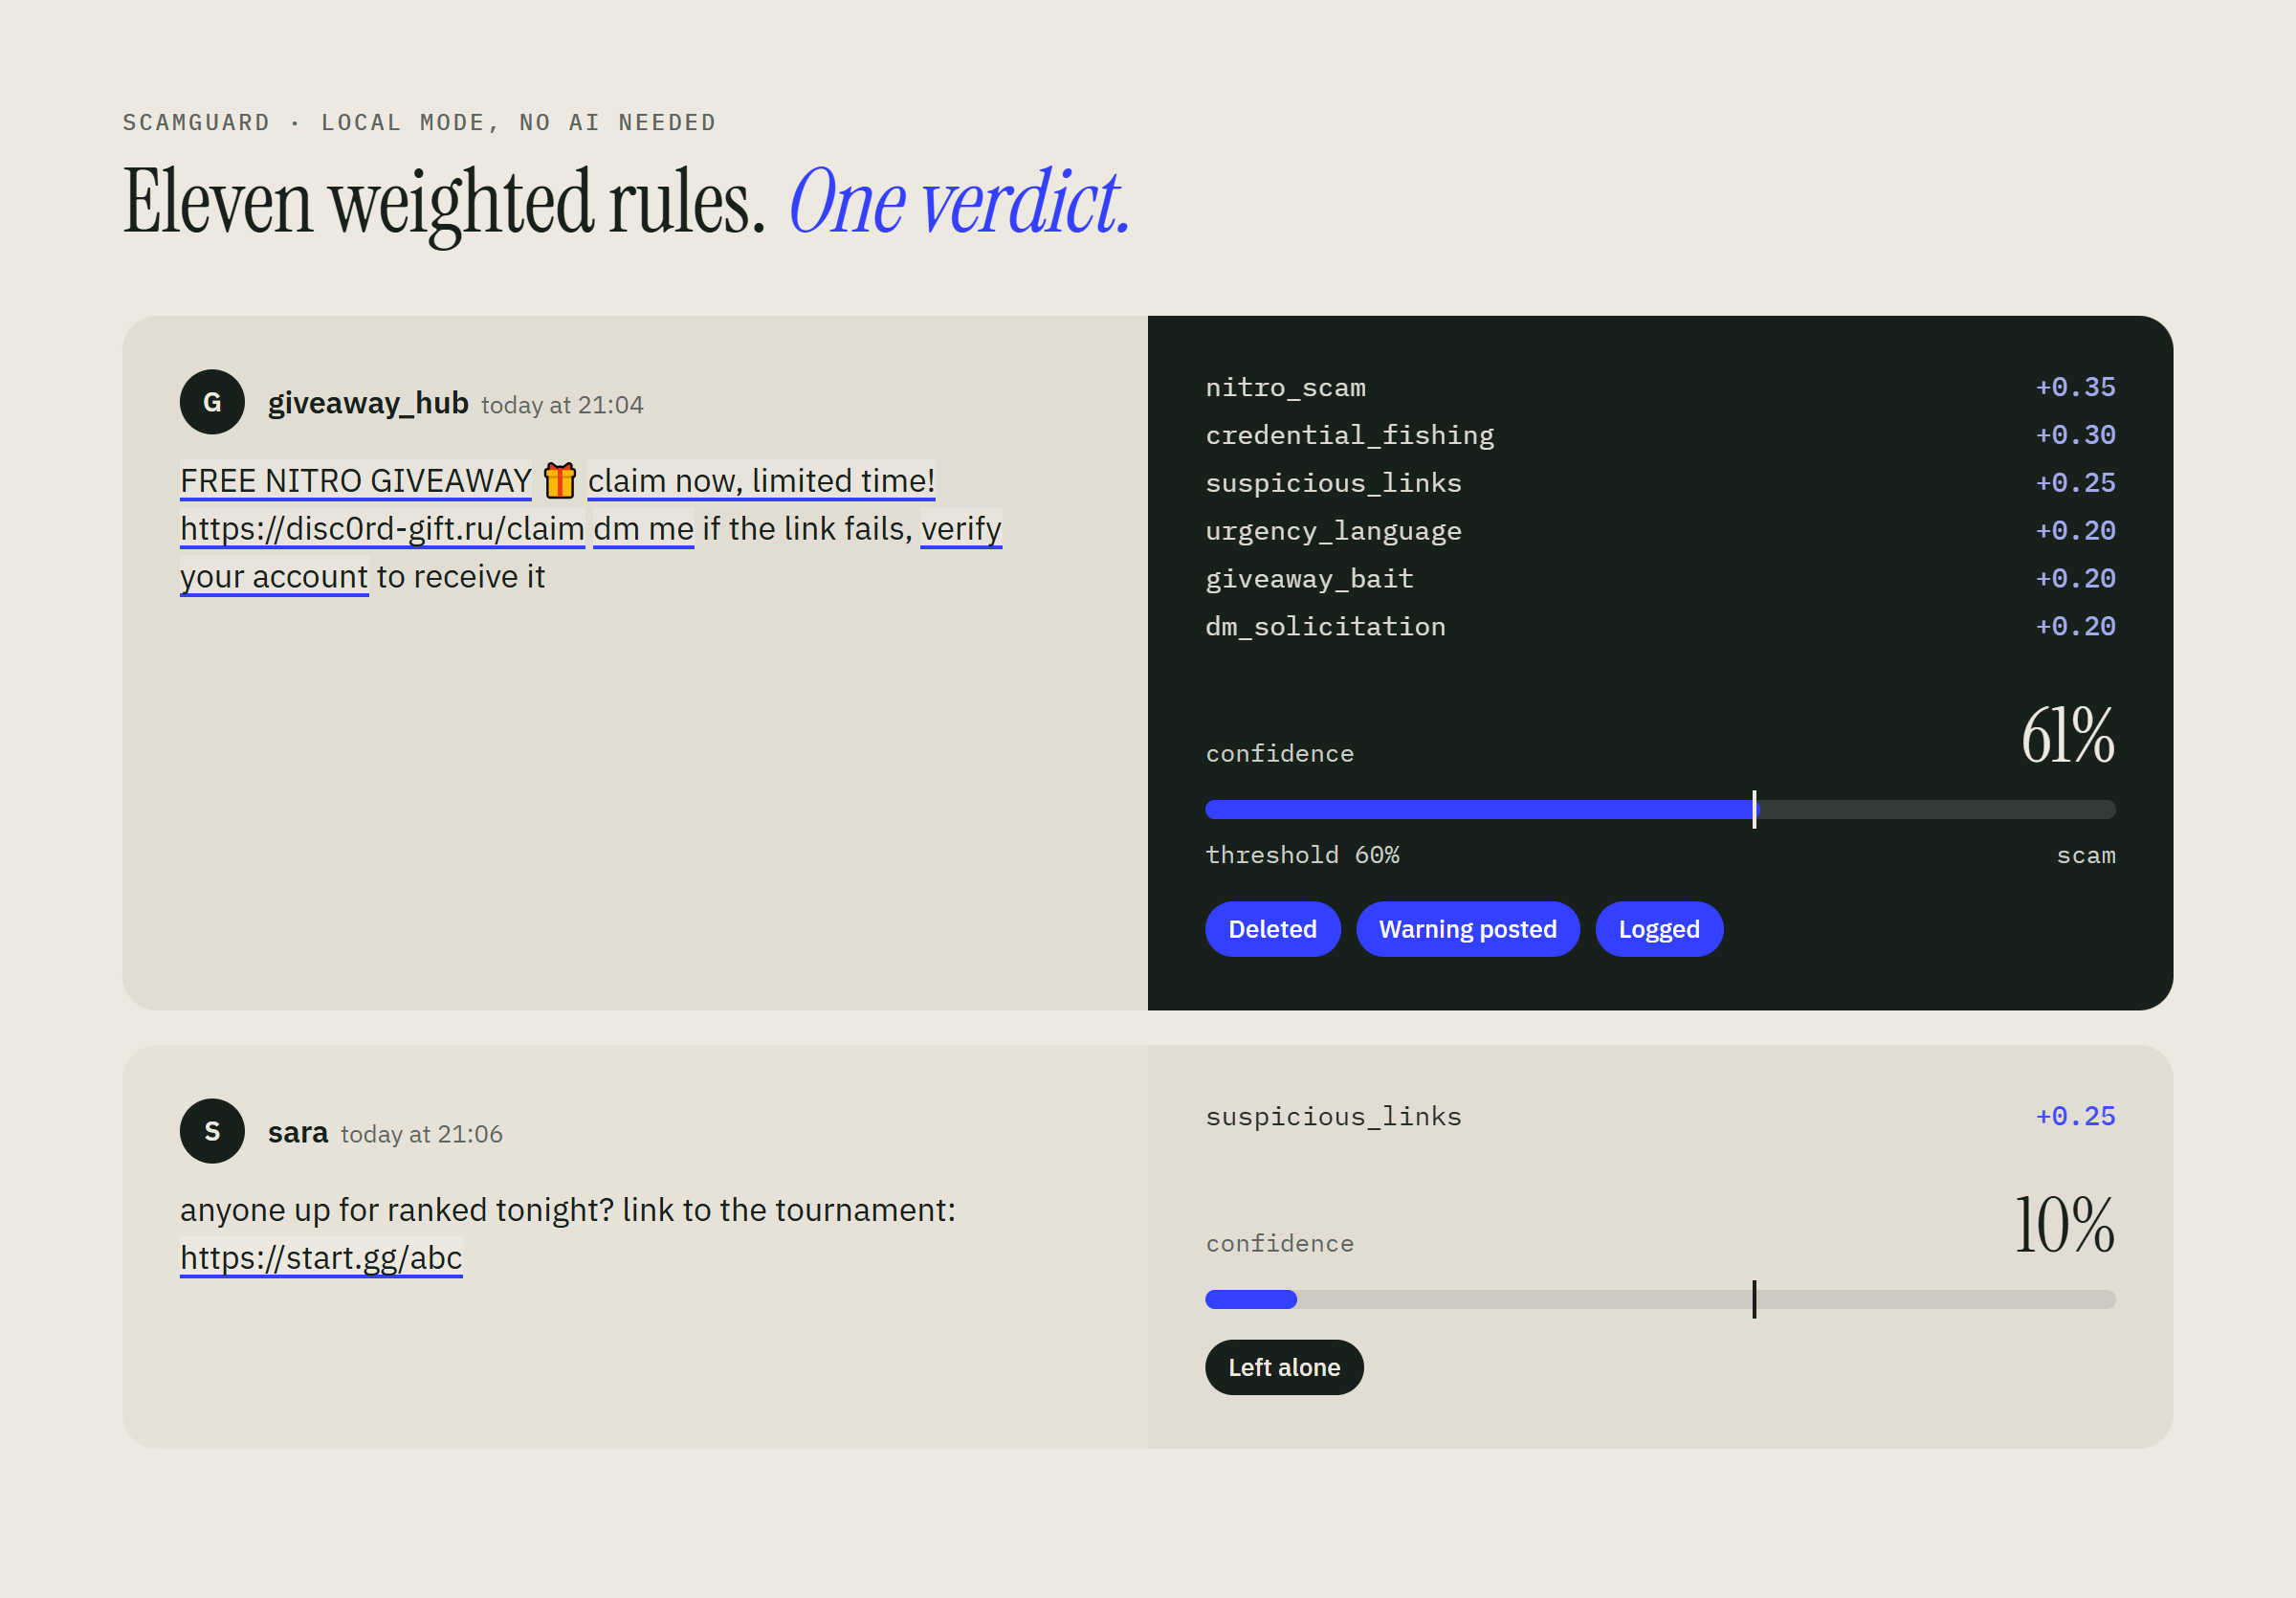 SCAMGUARD · LOCAL MODE, NO AI NEEDED
Eleven weighted rules. One verdict.
G
giveaway_hub today at 21:04
FREE NITRO GIVEAWAY 🎁 claim now, limited time!
https://disc0rd-gift.ru/claim dm me if the link fails, verify
your account to receive it
nitro_scam +0.35
credential_fishing +0.30
suspicious_links +0.25
urgency_language +0.20
giveaway_bait +0.20
dm_solicitation +0.20
confidence 61%
threshold 60% scam
Deleted Warning posted Logged
S
sara today at 21:06
anyone up for ranked tonight? link to the tournament:
https://start.gg/abc
suspicious_links +0.25
confidence 10%
Left alone